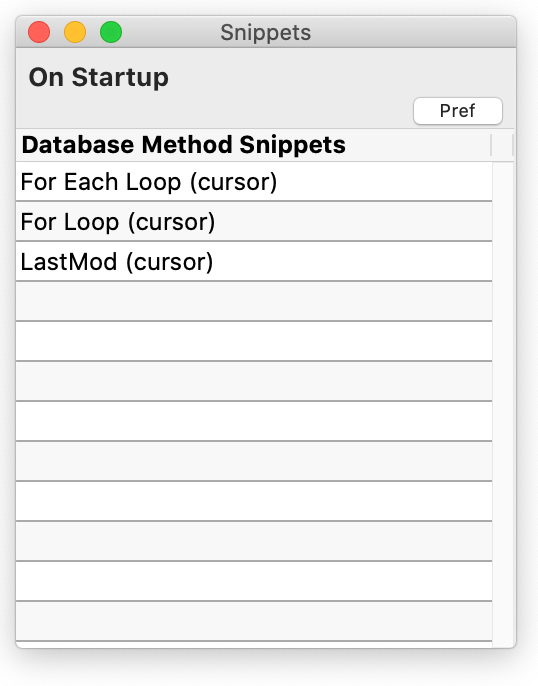 Snippets
On Startup
Pref
Database Method Snippets
For Each Loop (cursor)
For Loop (cursor)
LastMod (cursor)